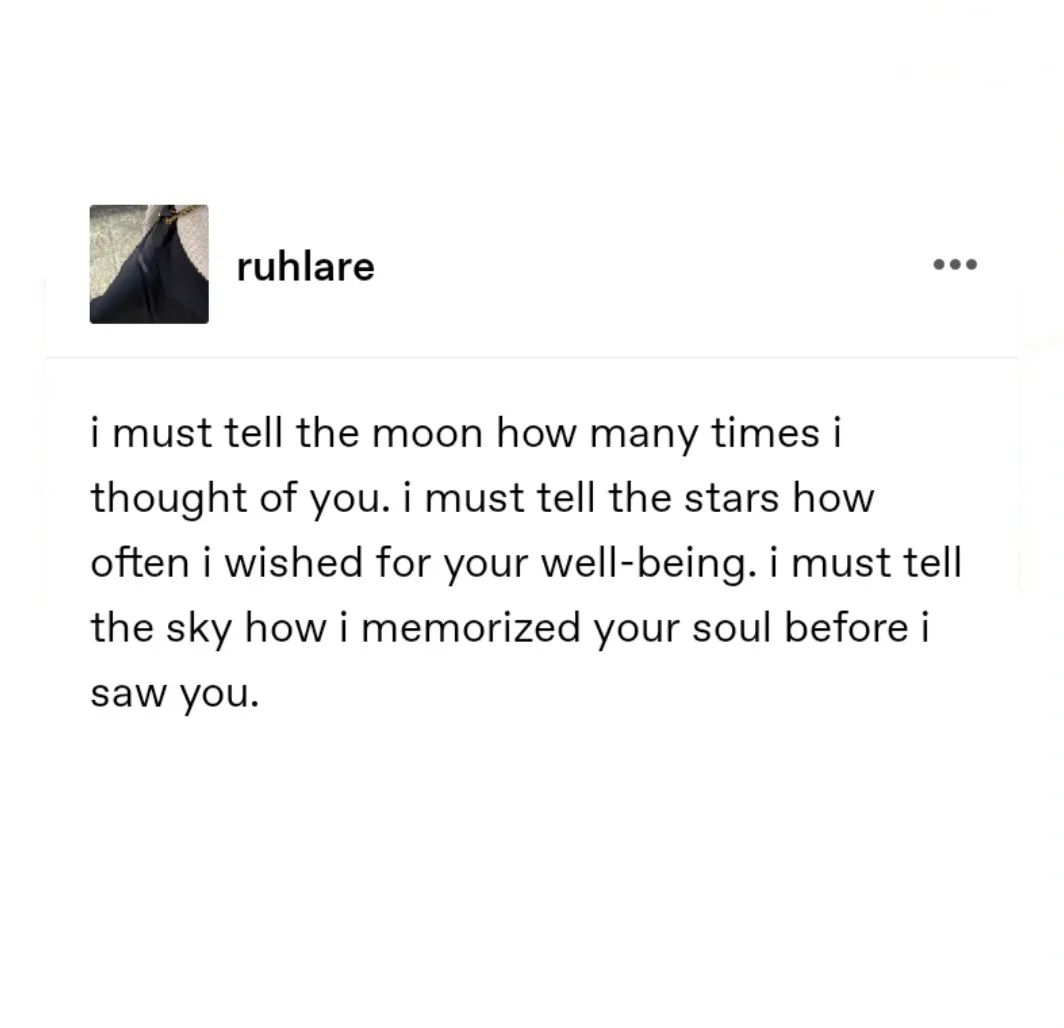 ruhlare
i must tell the moon how many times i
thought of you. i must tell the stars how
often i wished for your well-being. i must tell
the sky how i memorized your soul before i
saw you.